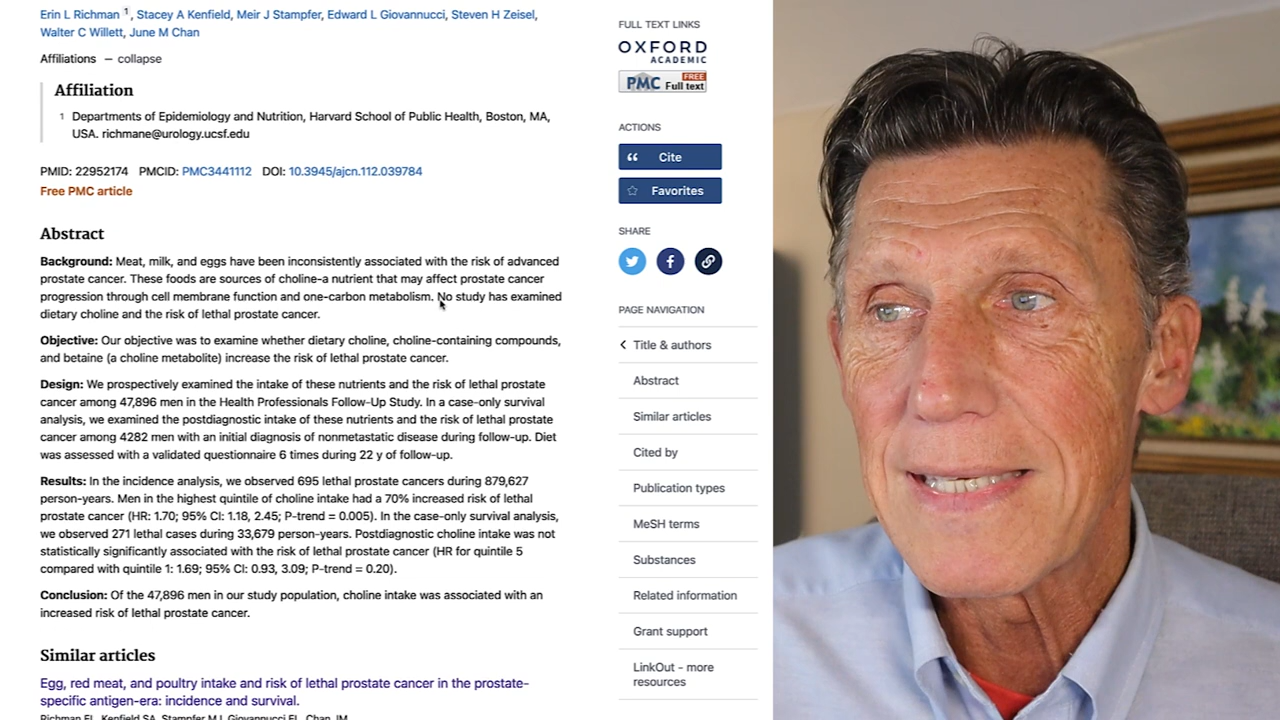 Erin L Richman 1, Stacey A Kenfield, Meir J Stampfer, Edward L Giovannucci, Steven H Zeisel,
Walter C Willett, June M Chan
Affiliations – collapse
Affiliation
1 Departments of Epidemiology and Nutrition, Harvard School of Public Health, Boston, MA,
USA. richmane@urology.ucsf.edu
PMID: 22952174 PMCID: PMC3441112 DOI: 10.3945/ajcn.112.039784
Free PMC article
Abstract
Background: Meat, milk, and eggs have been inconsistently associated with the risk of advanced
prostate cancer. These foods are sources of choline-a nutrient that may affect prostate cancer
progression through cell membrane function and one-carbon metabolism. No study has examined
dietary choline and the risk of lethal prostate cancer.
Objective: Our objective was to examine whether dietary choline, choline-containing compounds,
and betaine (a choline metabolite) increase the risk of lethal prostate cancer.
Design: We prospectively examined the intake of these nutrients and the risk of lethal prostate
cancer among 47,896 men in the Health Professionals Follow-Up Study. In a case-only survival
analysis, we examined the postdiagnostic intake of these nutrients and the risk of lethal prostate
cancer among 4282 men with an initial diagnosis of nonmetastatic disease during follow-up. Diet
was assessed with a validated questionnaire 6 times during 22 y of follow-up.
Results: In the incidence analysis, we observed 695 lethal prostate cancers during 879,627
person-years. Men in the highest quintile of choline intake had a 70% increased risk of lethal
prostate cancer (HR: 1.70; 95% CI: 1.18, 2.45; P-trend = 0.005). In the case-only survival analysis,
we observed 271 lethal cases during 33,679 person-years. Postdiagnostic choline intake was not
statistically significantly associated with the risk of lethal prostate cancer (HR for quintile 5
compared with quintile 1: 1.69; 95% CI: 0.93, 3.09; P-trend = 0.20).
Conclusion: Of the 47,896 men in our study population, choline intake was associated with an
increased risk of lethal prostate cancer.
Similar articles
Egg, red meat, and poultry intake and risk of lethal prostate cancer in the prostate-
specific antigen-era: incidence and survival.
Richman EL, Kenfield SA, Stampfer MJ, Giovannucci EL, Chan JM.
FULL TEXT LINKS
OXFORD
ACADEMIC
PMC FREE
Full text
ACTIONS
Cite
Favorites
SHARE
PAGE NAVIGATION
Title & authors
Abstract
Similar articles
Cited by
Publication types
MeSH terms
Substances
Related information
Grant support
LinkOut - more
resources